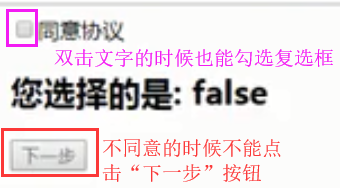 同意协议
双击文字的时候也能勾选复选框
您选择的是: false
下一步
不同意的时候不能点
击“下一步”按钮